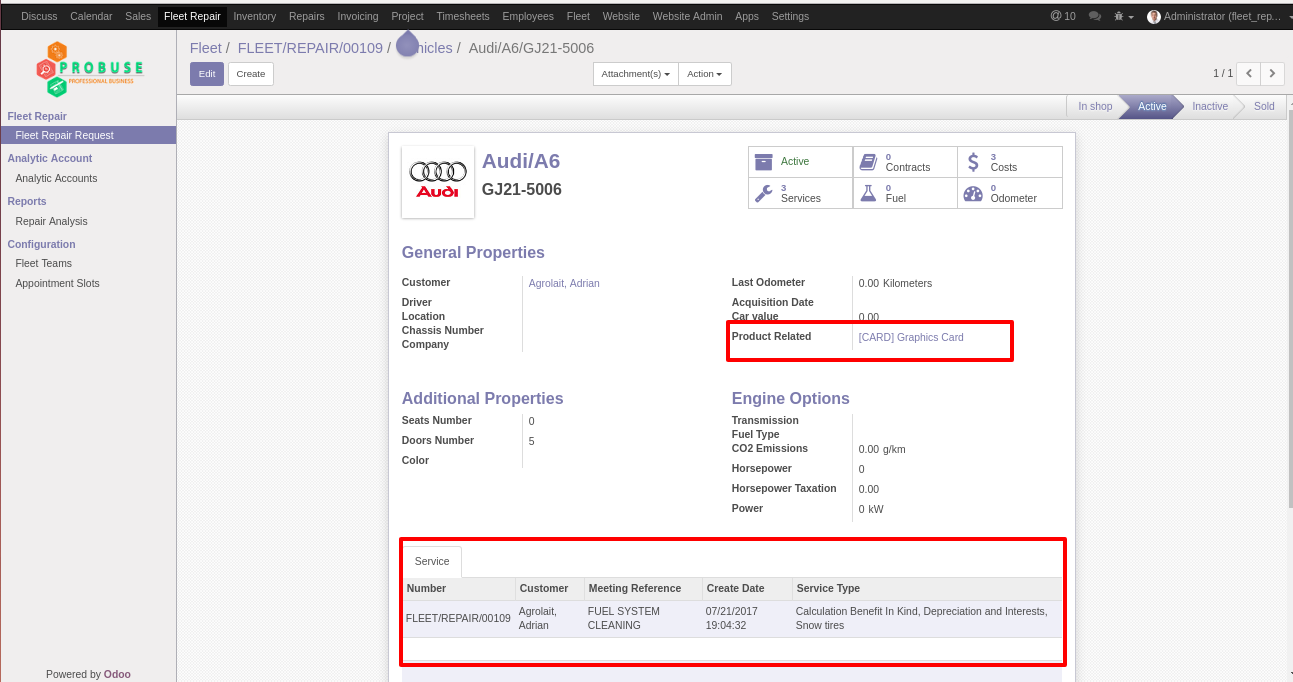 Discuss Calendar Sales Fleet Repair Inventory Repairs Invoicing Project Timesheets Employees Fleet Website Website Admin Apps Settings @ 10 Administrator (fleet_rep...
PROBUSE
PROFESSIONAL BUSINESS
Fleet Repair
Fleet Repair Request
Analytic Account
Analytic Accounts
Reports
Repair Analysis
Configuration
Fleet Teams
Appointment Slots
Powered by Odoo
Fleet / FLEET/REPAIR/00109 / hicles / Audi/A6/GJ21-5006
Edit Create Attachment(s) Action 1 / 1
In shop Active Inactive Sold
Audi
Audi/A6
GJ21-5006
Active 0 Contracts 3 Costs
3 Services 0 Fuel 0 Odometer
General Properties
Customer Agrolait, Adrian
Driver
Location
Chassis Number
Company
Last Odometer 0.00 Kilometers
Acquisition Date
Car value 0.00
Product Related [CARD] Graphics Card
Additional Properties
Seats Number 0
Doors Number 5
Color
Engine Options
Transmission
Fuel Type
CO2 Emissions 0.00 g/km
Horsepower 0
Horsepower Taxation 0.00
Power 0 kW
Service
Number Customer Meeting Reference Create Date Service Type
FLEET/REPAIR/00109 Agrolait, Adrian FUEL SYSTEM CLEANING 07/21/2017 19:04:32 Calculation Benefit In Kind, Depreciation and Interests, Snow tires